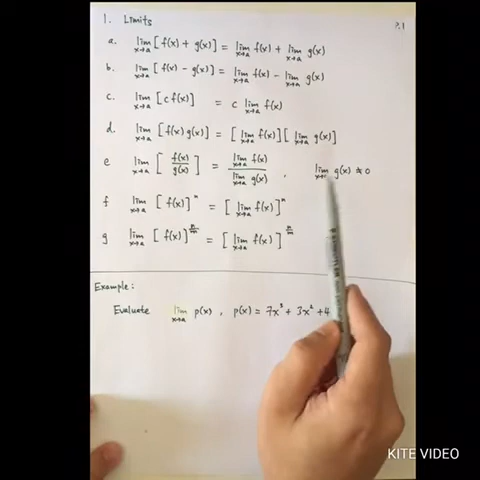 1. Limits P.1
a. lim x→a [f(x) + g(x)] = lim x→a f(x) + lim x→a g(x)
b. lim x→a [f(x) - g(x)] = lim x→a f(x) - lim x→a g(x)
c. lim x→a [c f(x)] = c lim x→a f(x)
d. lim x→a [f(x) g(x)] = [lim x→a f(x)] [lim x→a g(x)]
e lim x→a [f(x)/g(x)] = lim x→a f(x) / lim x→a g(x) , lim g(x) ≠ 0
f lim x→a [f(x)]^n = [lim x→a f(x)]^n
g lim x→a [f(x)]^(n/m) = [lim x→a f(x)]^(n/m)
Example:
Evaluate lim x→a p(x) , p(x) = 7x³ + 3x² + 4
KITE VIDEO